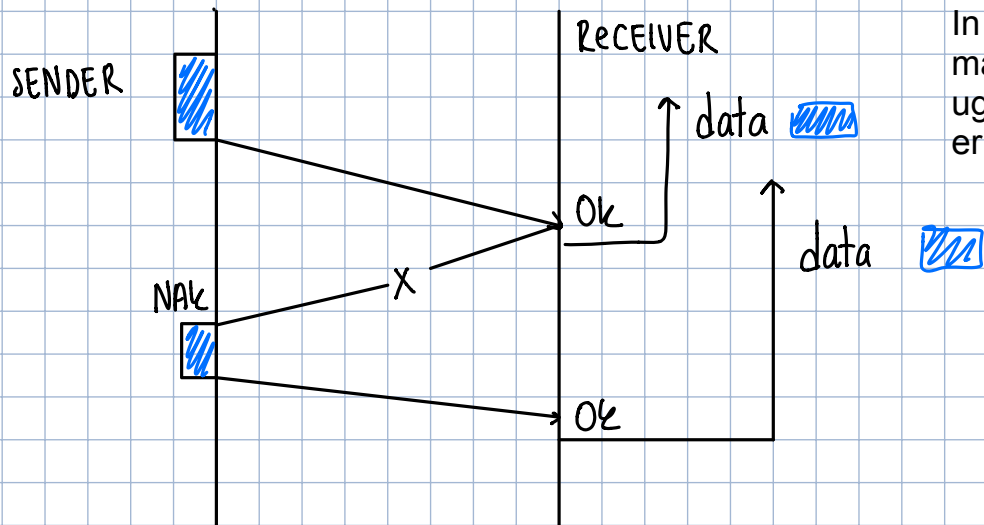 SENDER
RECEIVER
data
Ok
data
NAK
Ok
In
ma
ug
er